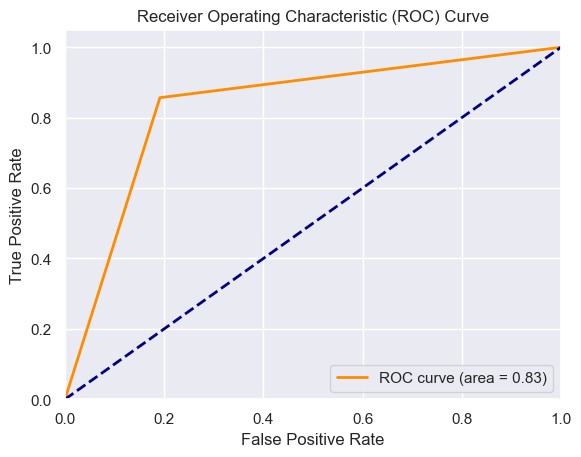 Receiver Operating Characteristic (ROC) Curve
1.0
0.8
0.6
0.4
0.2
0.0
True Positive Rate
ROC curve (area = 0.83)
0.0 0.2 0.4 0.6 0.8 1.0
False Positive Rate